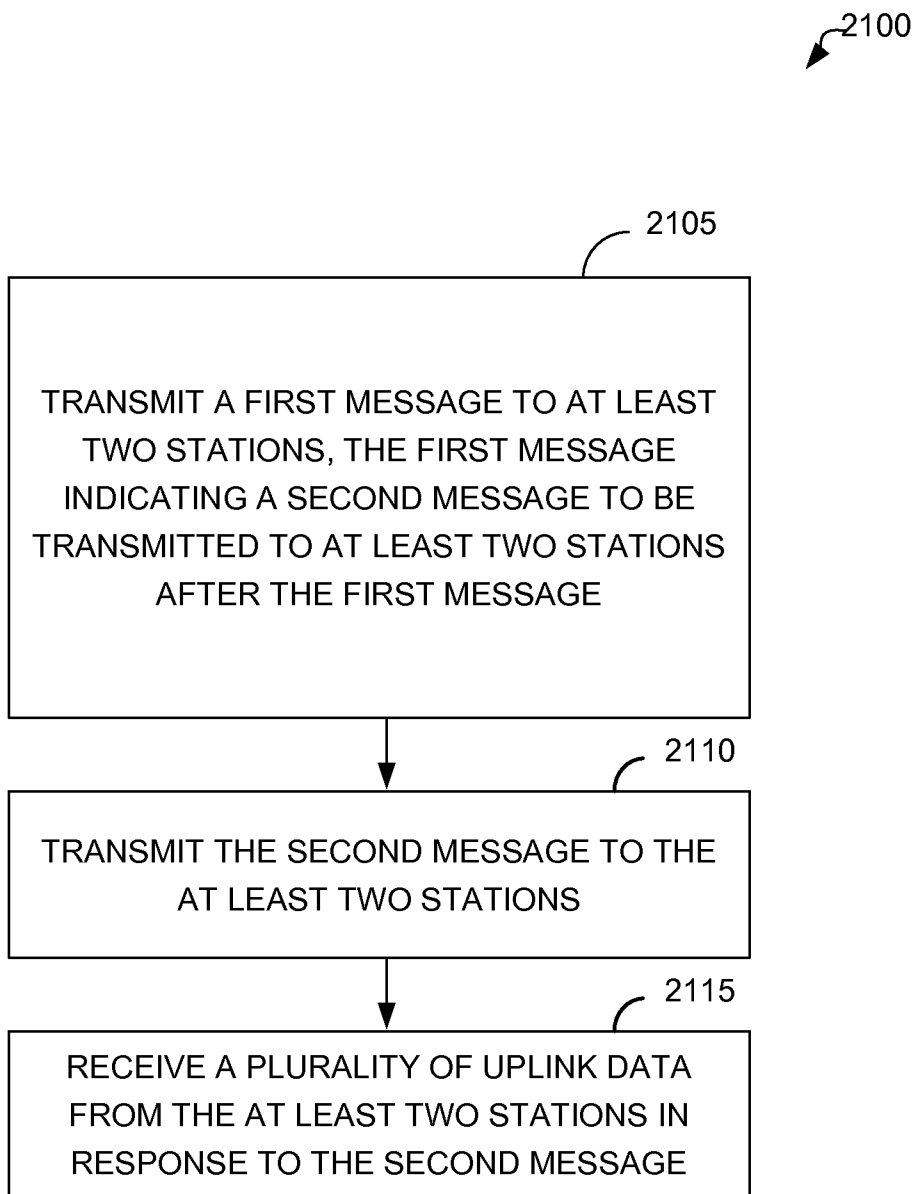 2100
2105
TRANSMIT A FIRST MESSAGE TO AT LEAST
TWO STATIONS, THE FIRST MESSAGE
INDICATING A SECOND MESSAGE TO BE
TRANSMITTED TO AT LEAST TWO STATIONS
AFTER THE FIRST MESSAGE
2110
TRANSMIT THE SECOND MESSAGE TO THE
AT LEAST TWO STATIONS
2115
RECEIVE A PLURALITY OF UPLINK DATA
FROM THE AT LEAST TWO STATIONS IN
RESPONSE TO THE SECOND MESSAGE